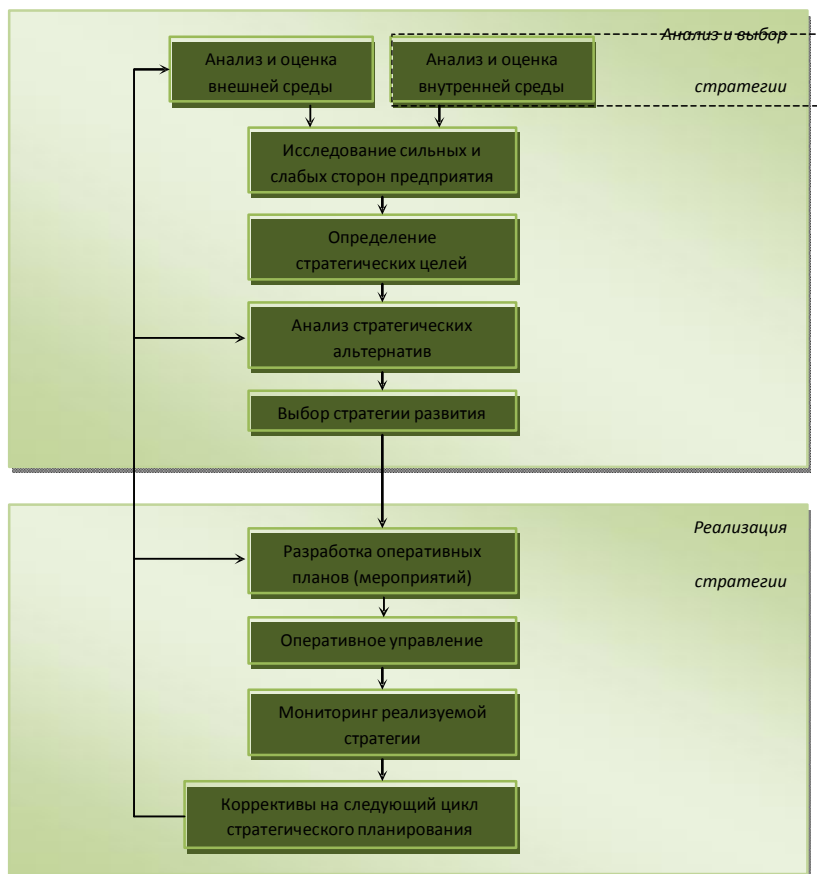 Анализ и выбор
стратегии
Анализ и оценка
внешней среды
Анализ и оценка
внутренней среды
Исследование сильных и
слабых сторон предприятия
Определение
стратегических целей
Анализ стратегических
альтернатив
Выбор стратегии развития
Реализация
стратегии
Разработка оперативных
планов (мероприятий)
Оперативное управление
Мониторинг реализуемой
стратегии
Коррективы на следующий цикл
стратегического планирования